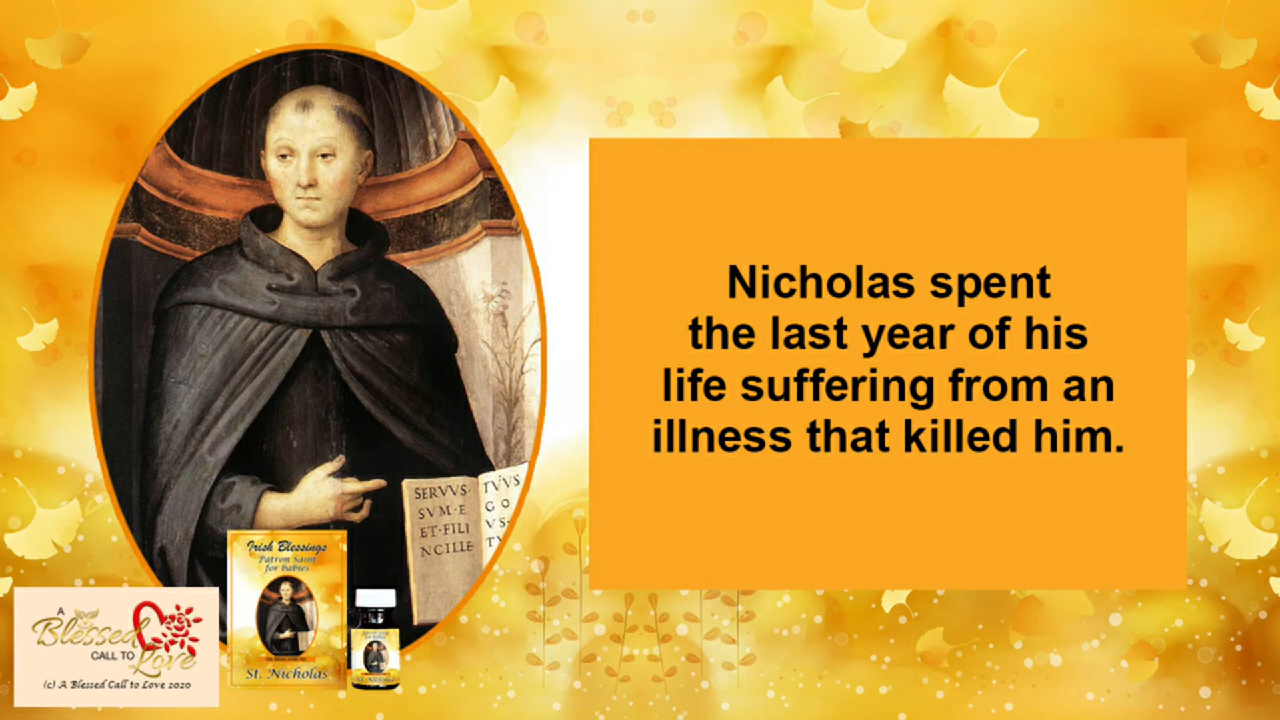 Nicholas spent
the last year of his
life suffering from an
illness that killed him.
SERVVS· TVVS
SVM·E GO
ET·FILI VS·
NCILLE TV
Irish Blessings
Patron Saint
for babies
St. Nicholas
A
Blessed
CALL TO
Love
(c) A Blessed Call to Love 2020